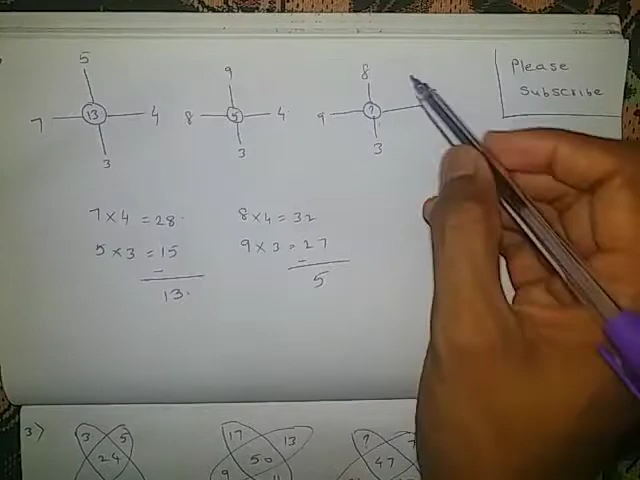 5
7 13 4
3
9
8 5 4
3
8
9 ?
3
Please
Subscribe
7 x 4 = 28
5 x 3 = 15
-
13
8 x 4 = 32
9 x 3 = 27
-
5
3>
3 5
24
17 13
50
9
? 7
47